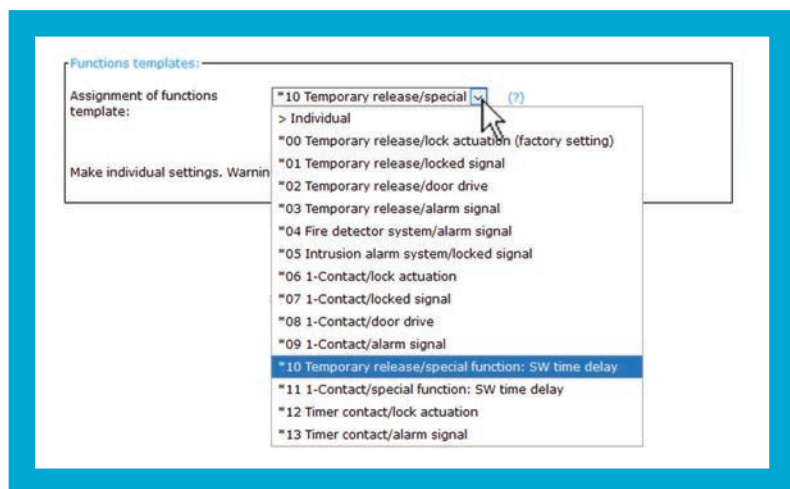 Functions templates:
Assignment of functions
template:
*10 Temporary release/special
(?)
> Individual
*00 Temporary release/lock actuation (factory setting)
*01 Temporary release/locked signal
Make individual settings. Warnin
*02 Temporary release/door drive
*03 Temporary release/alarm signal
*04 Fire detector system/alarm signal
*05 Intrusion alarm system/locked signal
*06 1-Contact/lock actuation
*07 1-Contact/locked signal
*08 1-Contact/door drive
*09 1-Contact/alarm signal
*10 Temporary release/special function: SW time delay
*11 1-Contact/special function: SW time delay
*12 Timer contact/lock actuation
*13 Timer contact/alarm signal